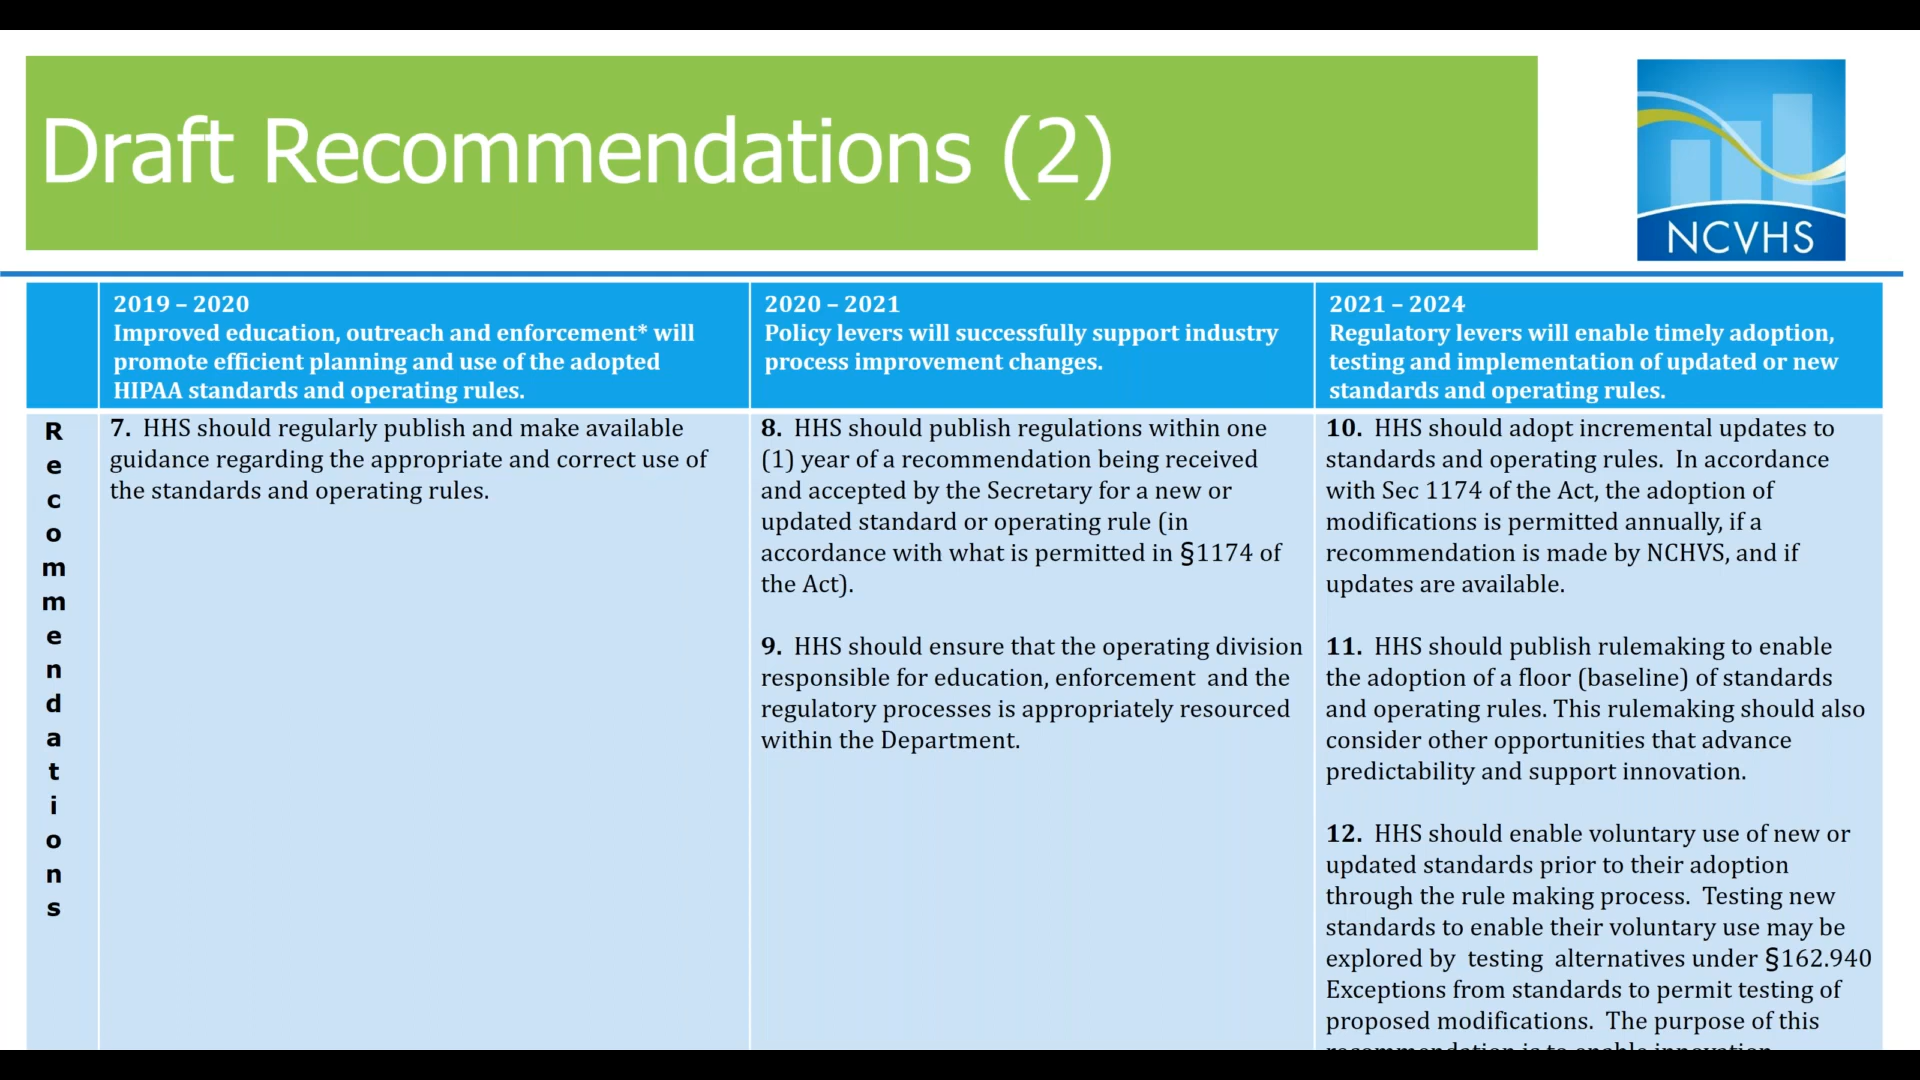 Draft Recommendations (2)
NCVHS
2019 – 2020
Improved education, outreach and enforcement* will
promote efficient planning and use of the adopted
HIPAA standards and operating rules.
2020 – 2021
Policy levers will successfully support industry
process improvement changes.
2021 – 2024
Regulatory levers will enable timely adoption,
testing and implementation of updated or new
standards and operating rules.
R
e
c
o
m
m
e
n
d
a
t
i
o
n
s
7.  HHS should regularly publish and make available
guidance regarding the appropriate and correct use of
the standards and operating rules.
8.  HHS should publish regulations within one
(1) year of a recommendation being received
and accepted by the Secretary for a new or
updated standard or operating rule (in
accordance with what is permitted in §1174 of
the Act).
9.  HHS should ensure that the operating division
responsible for education, enforcement  and the
regulatory processes is appropriately resourced
within the Department.
10.  HHS should adopt incremental updates to
standards and operating rules.  In accordance
with Sec 1174 of the Act, the adoption of
modifications is permitted annually, if a
recommendation is made by NCHVS, and if
updates are available.
11.  HHS should publish rulemaking to enable
the adoption of a floor (baseline) of standards
and operating rules. This rulemaking should also
consider other opportunities that advance
predictability and support innovation.
12.  HHS should enable voluntary use of new or
updated standards prior to their adoption
through the rule making process.  Testing new
standards to enable their voluntary use may be
explored by  testing  alternatives under §162.940
Exceptions from standards to permit testing of
proposed modifications.  The purpose of this
recommendation is to enable innovation